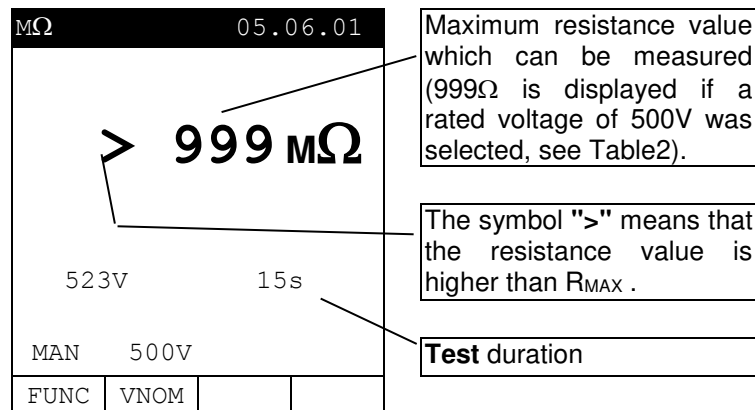 MΩ 05.06.01
> 999 MΩ
523V 15s
MAN 500V
FUNC VNOM
Maximum resistance value
which can be measured
(999Ω is displayed if a
rated voltage of 500V was
selected, see Table2).
The symbol ">" means that
the resistance value is
higher than RMAX .
Test duration